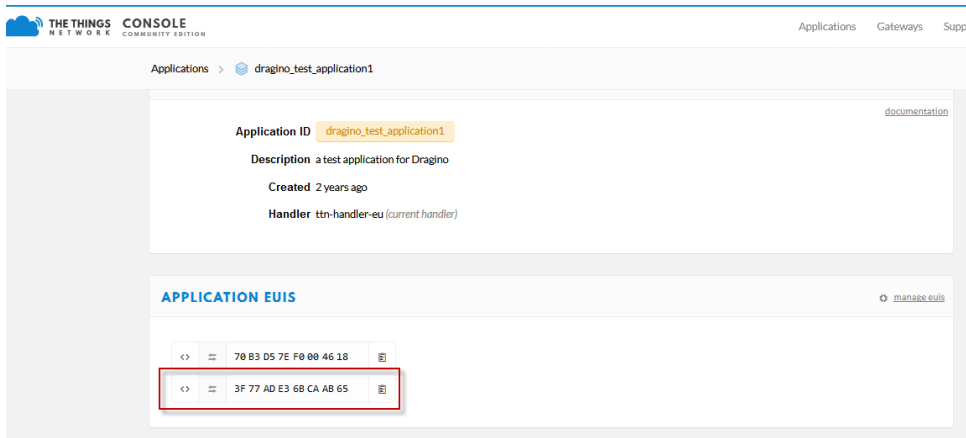 THE THINGS NETWORK CONSOLE COMMUNITY EDITION
Applications Gateways Supp
Applications > dragino_test_application1
documentation
Application ID dragino_test_application1
Description a test application for Dragino
Created 2 years ago
Handler ttn-handler-eu (current handler)
APPLICATION EUIS
manage euis
<> 70 B3 D5 7E F0 00 46 18
<> 3F 77 AD E3 6B CA AB 65